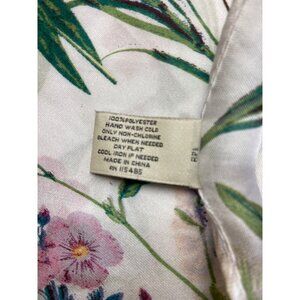 100% POLYESTER
HAND WASH COLD
ONLY NON-CHLORINE
BLEACH WHEN NEEDED
DRY FLAT
COOL IRON IF NEEDED
MADE IN CHINA
RN 115485